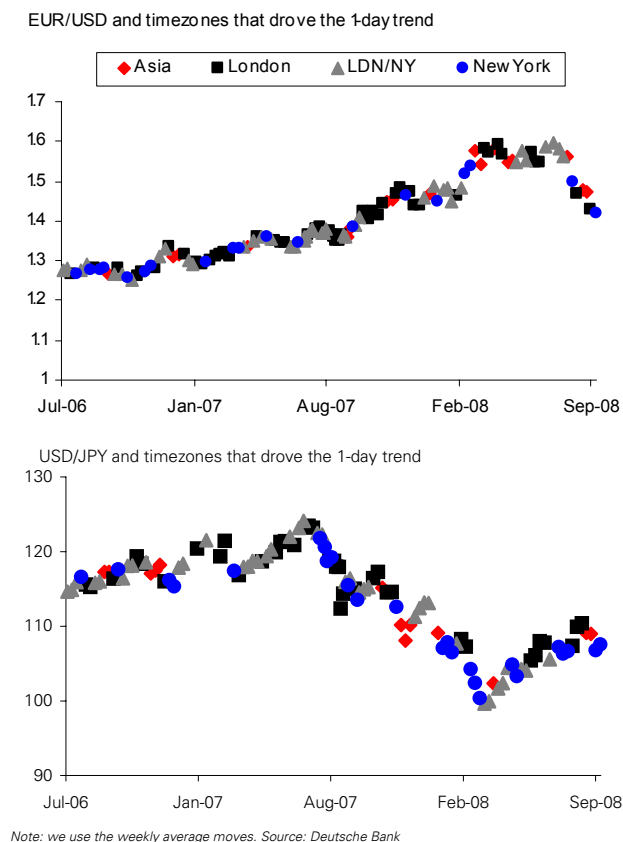 EUR/USD and timezones that drove the 1-day trend
Asia London LDN/NY New York
1.7
1.6
1.5
1.4
1.3
1.2
1.1
1
Jul-06 Jan-07 Aug-07 Feb-08 Sep-08
USD/JPY and timezones that drove the 1-day trend
130
120
110
100
90
Jul-06 Jan-07 Aug-07 Feb-08 Sep-08
Note: we use the weekly average moves. Source: Deutsche Bank